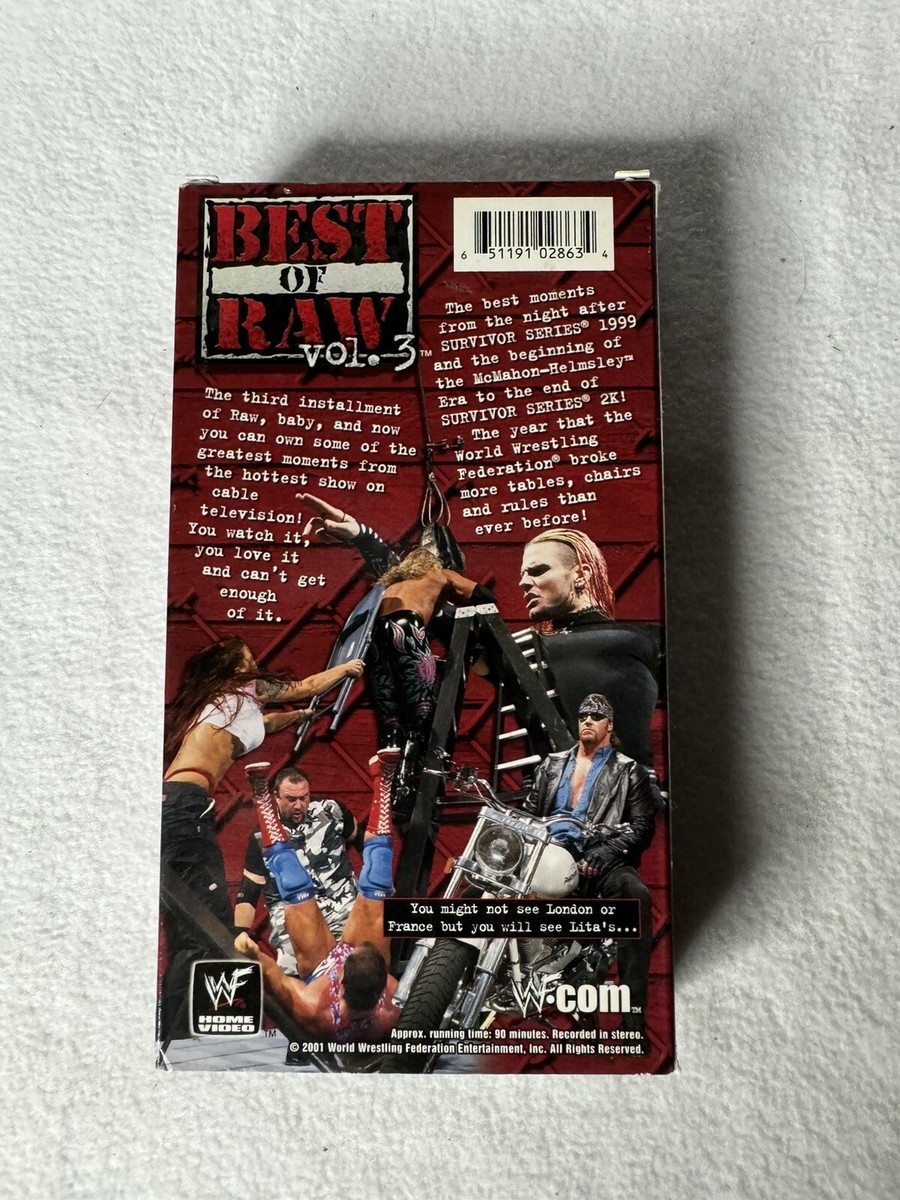 BEST
OF
RAW
vol. 3™
6 51191 02863 4
The best moments
from the night after
SURVIVOR SERIES® 1999
and the beginning of
the McMahon-Helmsley™
Era to the end of
SURVIVOR SERIES® 2K!
The year that the
World Wrestling
Federation® broke
more tables, chairs
and rules than
ever before!
The third installment
of Raw, baby, and now
you can own some of the
greatest moments from
the hottest show on
cable
television!
You watch it,
you love it
and can't get
enough
of it.
You might not see London or
France but you will see Lita's...
WF
HOME
VIDEO
TM
WF.com™
Approx. running time: 90 minutes. Recorded in stereo.
© 2001 World Wrestling Federation Entertainment, Inc. All Rights Reserved.